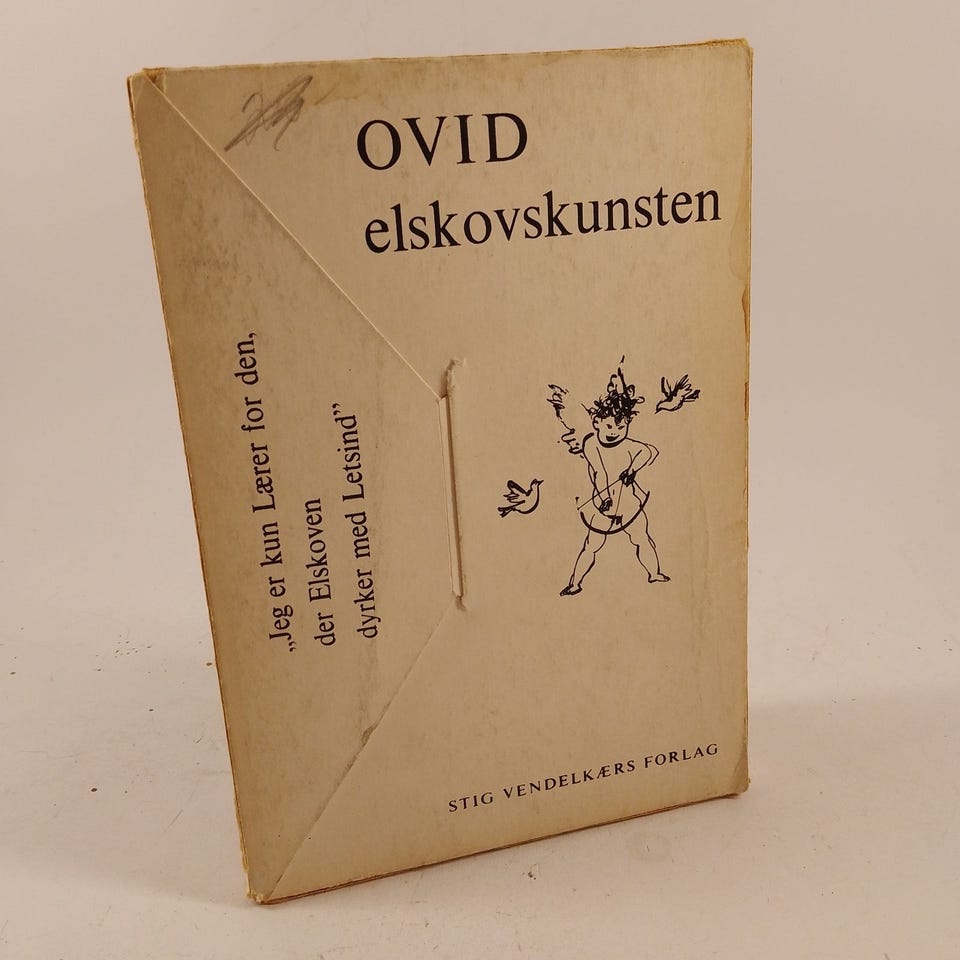 OVID
elskovskunsten
„Jeg er kun Lærer for den,
der Elskoven
dyrker med Letsind”
STIG VENDELKÆRS FORLAG